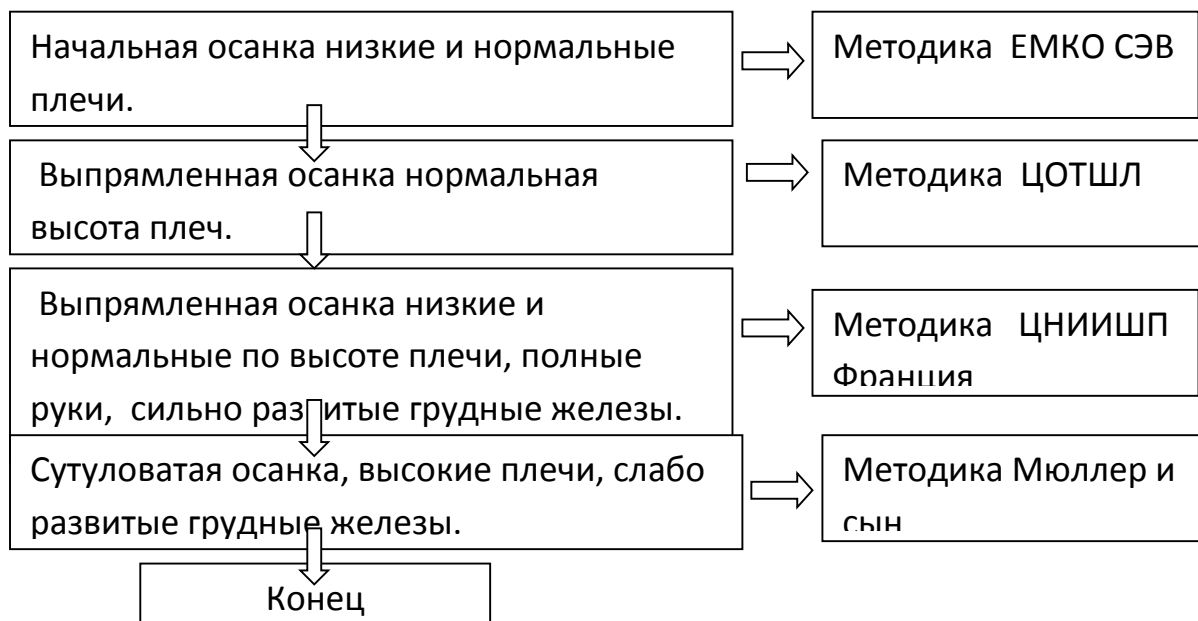 Начальная осанка низкие и нормальные
плечи.
Методика ЕМКО СЭВ
Выпрямленная осанка нормальная
высота плеч.
Методика ЦОТШЛ
Выпрямленная осанка низкие и
нормальные по высоте плечи, полные
руки, сильно развитые грудные железы.
Методика ЦНИИШП
Франция
Сутуловатая осанка, высокие плечи, слабо
развитые грудные железы.
Методика Мюллер и
сын
Конец